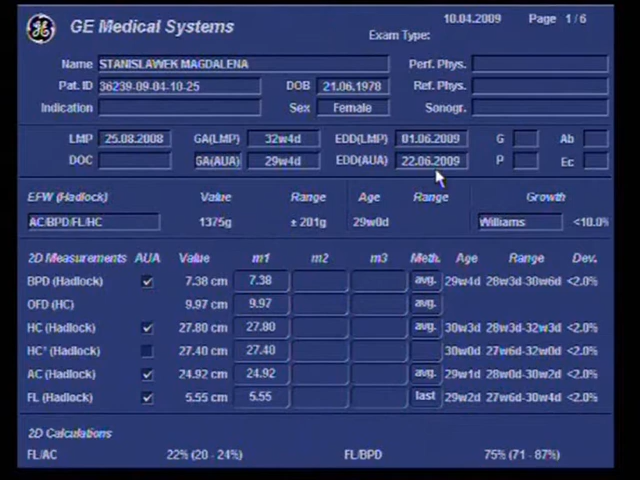 10.04.2009 Page 1/6
GE Medical Systems
Exam Type:
Name STANISLAWEK MAGDALENA Perf. Phys.
Pat. ID 36239-09-04-10-25 DOB 21.06.1978 Ref. Phys.
Indication Sex Female Sonogr.
LMP 25.08.2008 GA(LMP) 32w4d EDD(LMP) 01.06.2009 G Ab
DOC GA(AUA) 29w4d EDD(AUA) 22.06.2009 P Ec
EFW (Hadlock) Value Range Age Range Growth
AC/BPD/FL/HC 1375g ± 201g 29w0d Williams <10.0%
2D Measurements AUA Value m1 m2 m3 Meth. Age Range Dev.
BPD (Hadlock) 7.38 cm 7.38 avg. 29w4d 28w3d-30w6d <2.0%
OFD (HC) 9.97 cm 9.97 avg.
HC (Hadlock) 27.80 cm 27.80 avg. 30w3d 28w3d-32w3d <2.0%
HC* (Hadlock) 27.40 cm 27.40 30w0d 27w6d-32w0d <2.0%
AC (Hadlock) 24.92 cm 24.92 avg. 29w1d 28w0d-30w2d <2.0%
FL (Hadlock) 5.55 cm 5.55 last 29w2d 27w6d-30w4d <2.0%
2D Calculations
FL/AC 22% (20 - 24%) FL/BPD 75% (71 - 87%)